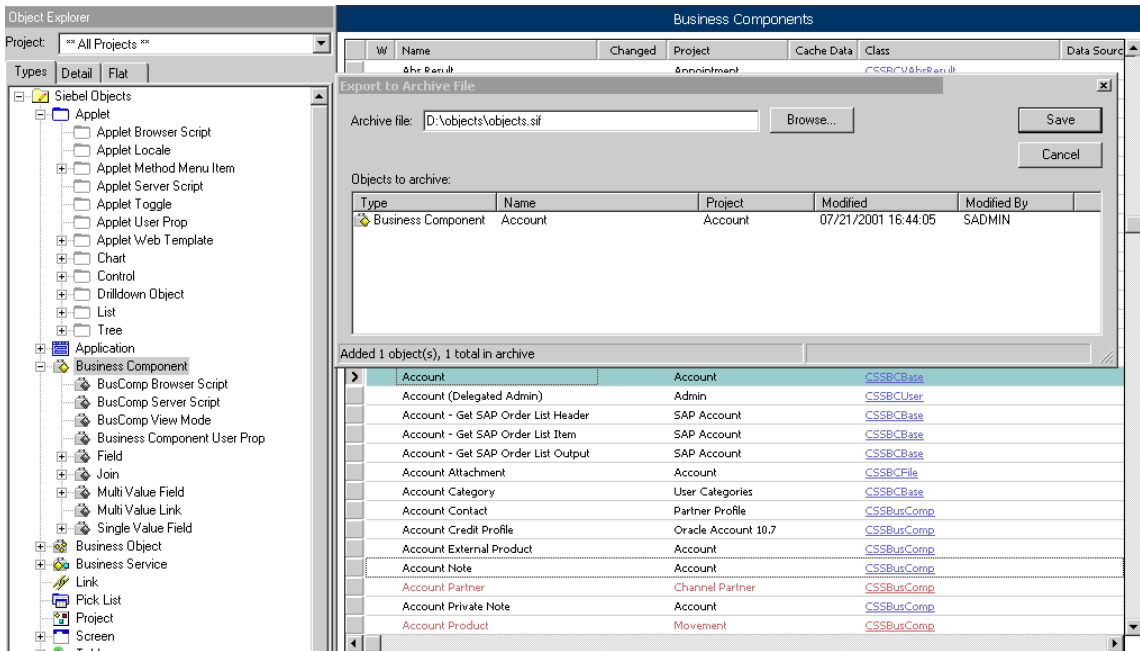 Object Explorer
Project: ** All Projects **
Types Detail Flat
Siebel Objects
Applet
Applet Browser Script
Applet Locale
Applet Method Menu Item
Applet Server Script
Applet Toggle
Applet User Prop
Applet Web Template
Chart
Control
Drilldown Object
List
Tree
Application
Business Component
BusComp Browser Script
BusComp Server Script
BusComp View Mode
Business Component User Prop
Field
Join
Multi Value Field
Multi Value Link
Single Value Field
Business Object
Business Service
Link
Pick List
Project
Screen
Business Components
W Name Changed Project Cache Data Class Data Sourc
Abs Result Appointment CSSBCVAbsResult
Export to Archive File
Archive file: D:\objects\objects.sif Browse... Save
Cancel
Objects to archive:
Type Name Project Modified Modified By
Business Component Account Account 07/21/2001 16:44:05 SADMIN
Added 1 object(s), 1 total in archive
Account Account CSSBCBase
Account (Delegated Admin) Admin CSSBCUser
Account - Get SAP Order List Header SAP Account CSSBCBase
Account - Get SAP Order List Item SAP Account CSSBCBase
Account - Get SAP Order List Output SAP Account CSSBCBase
Account Attachment Account CSSBCFile
Account Category User Categories CSSBCBase
Account Contact Partner Profile CSSBusComp
Account Credit Profile Oracle Account 10.7 CSSBusComp
Account External Product Account CSSBusComp
Account Note Account CSSBusComp
Account Partner Channel Partner CSSBusComp
Account Private Note Account CSSBusComp
Account Product Movement CSSBusComp